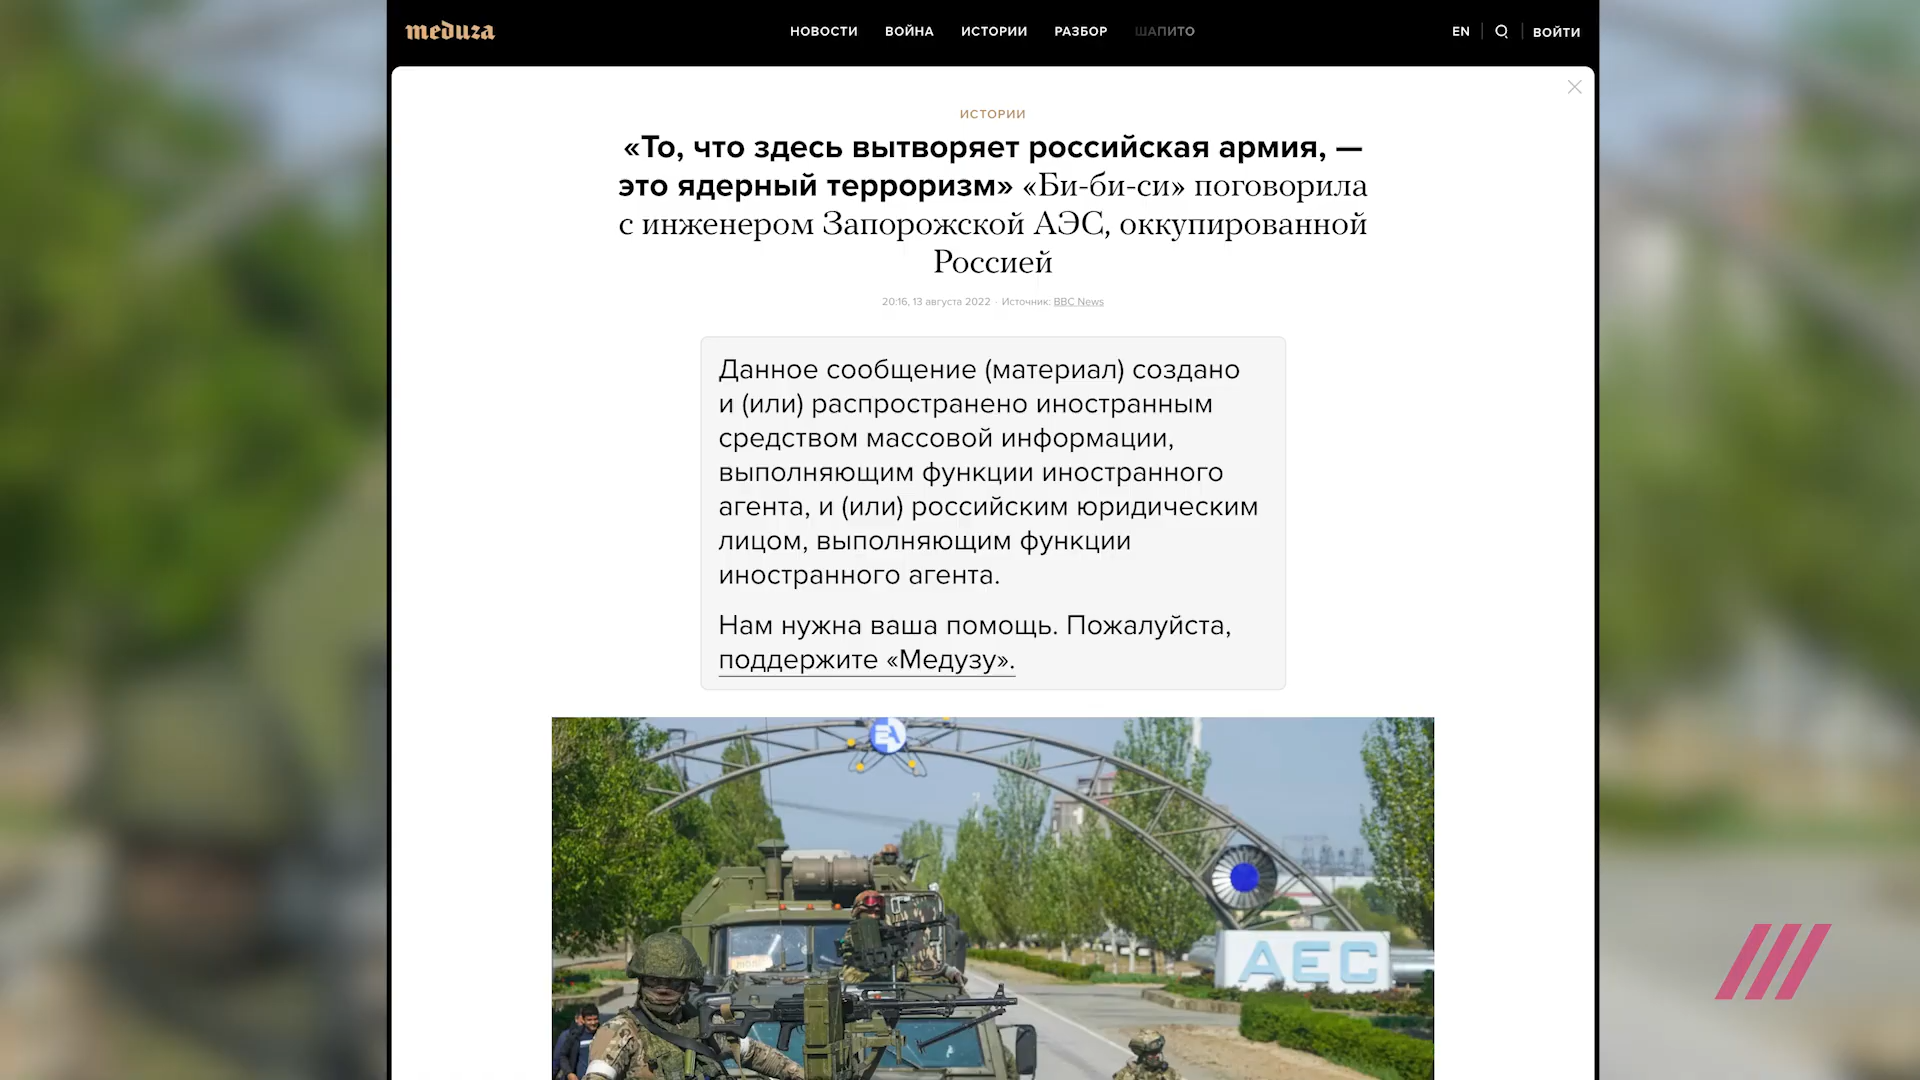 meduza
НОВОСТИ ВОЙНА ИСТОРИИ РАЗБОР ШАПИТО
EN ВОЙТИ
ИСТОРИИ
«То, что здесь вытворяет российская армия, —
это ядерный терроризм» «Би-би-си» поговорила
с инженером Запорожской АЭС, оккупированной
Россией
20:16, 13 августа 2022 · Источник: BBC News
Данное сообщение (материал) создано
и (или) распространено иностранным
средством массовой информации,
выполняющим функции иностранного
агента, и (или) российским юридическим
лицом, выполняющим функции
иностранного агента.
Нам нужна ваша помощь. Пожалуйста,
поддержите «Медузу».
АЕС